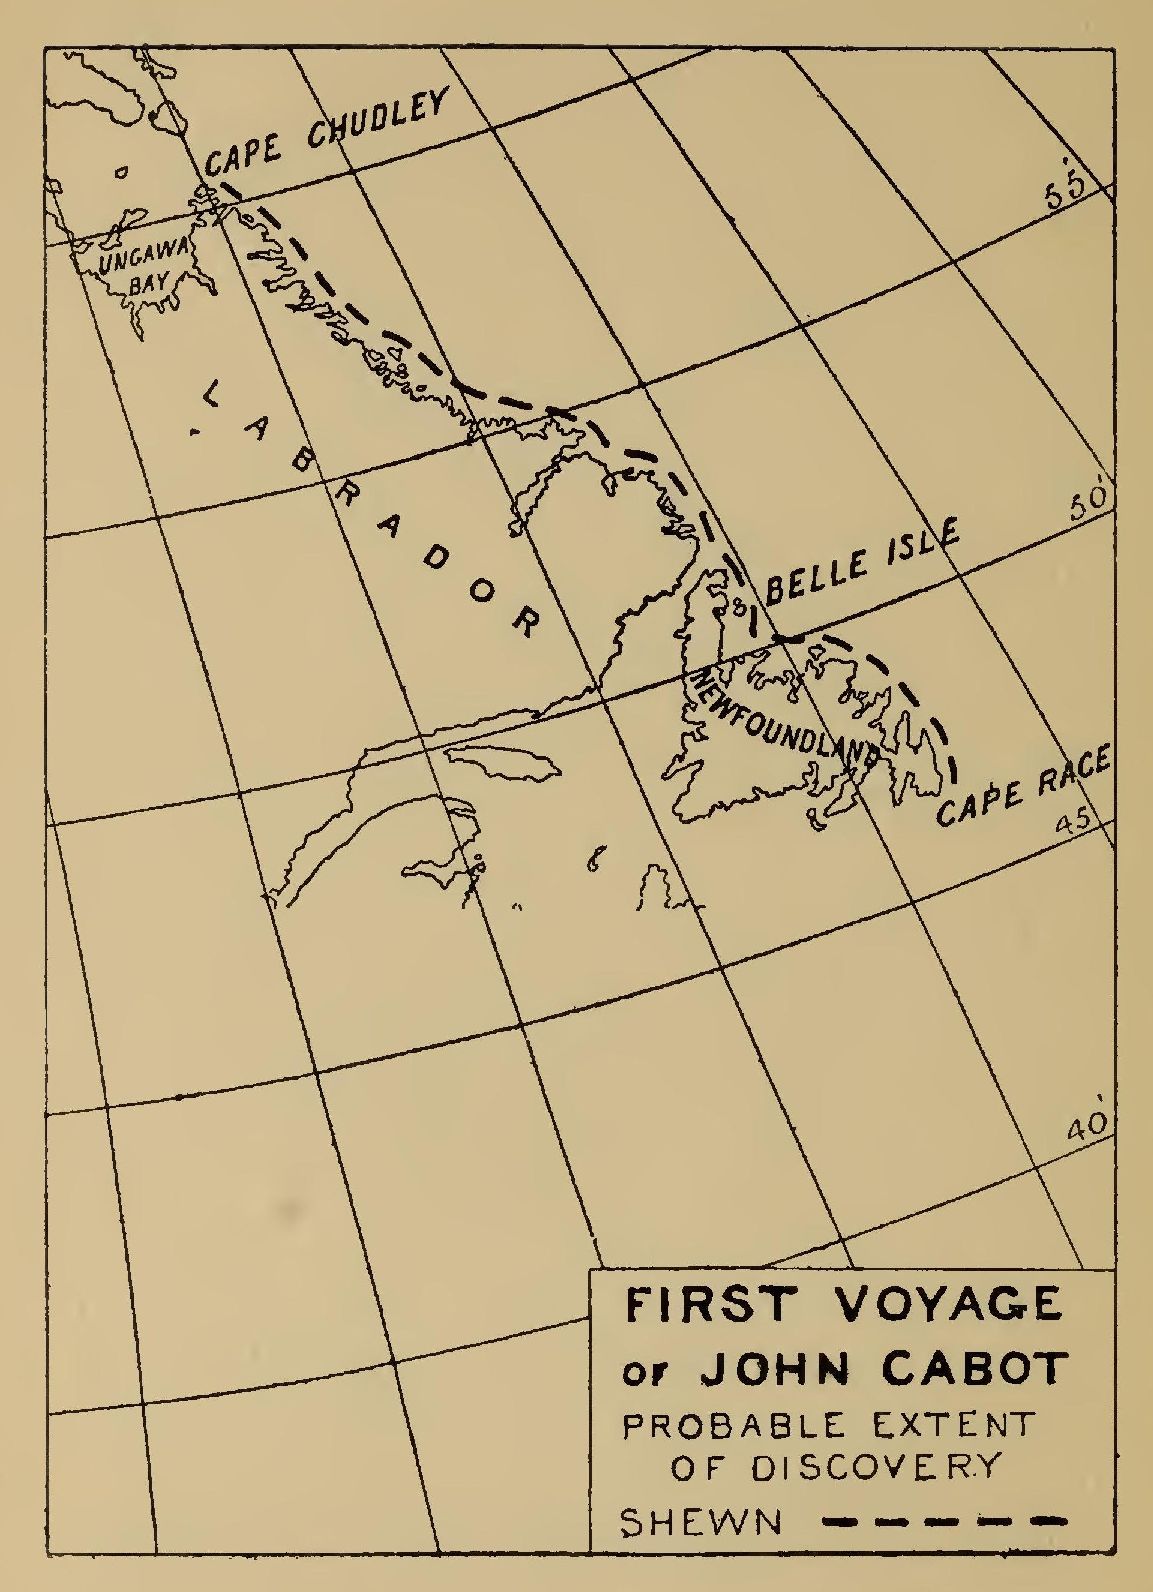 CAPE CHUDLEY
55'
UNGAWA
BAY
LABRADOR
50'
BELLE ISLE
NEWFOUNDLAND
CAPE RACE
45'
40'
FIRST VOYAGE
OF JOHN CABOT
PROBABLE EXTENT
OF DISCOVERY
SHEWN